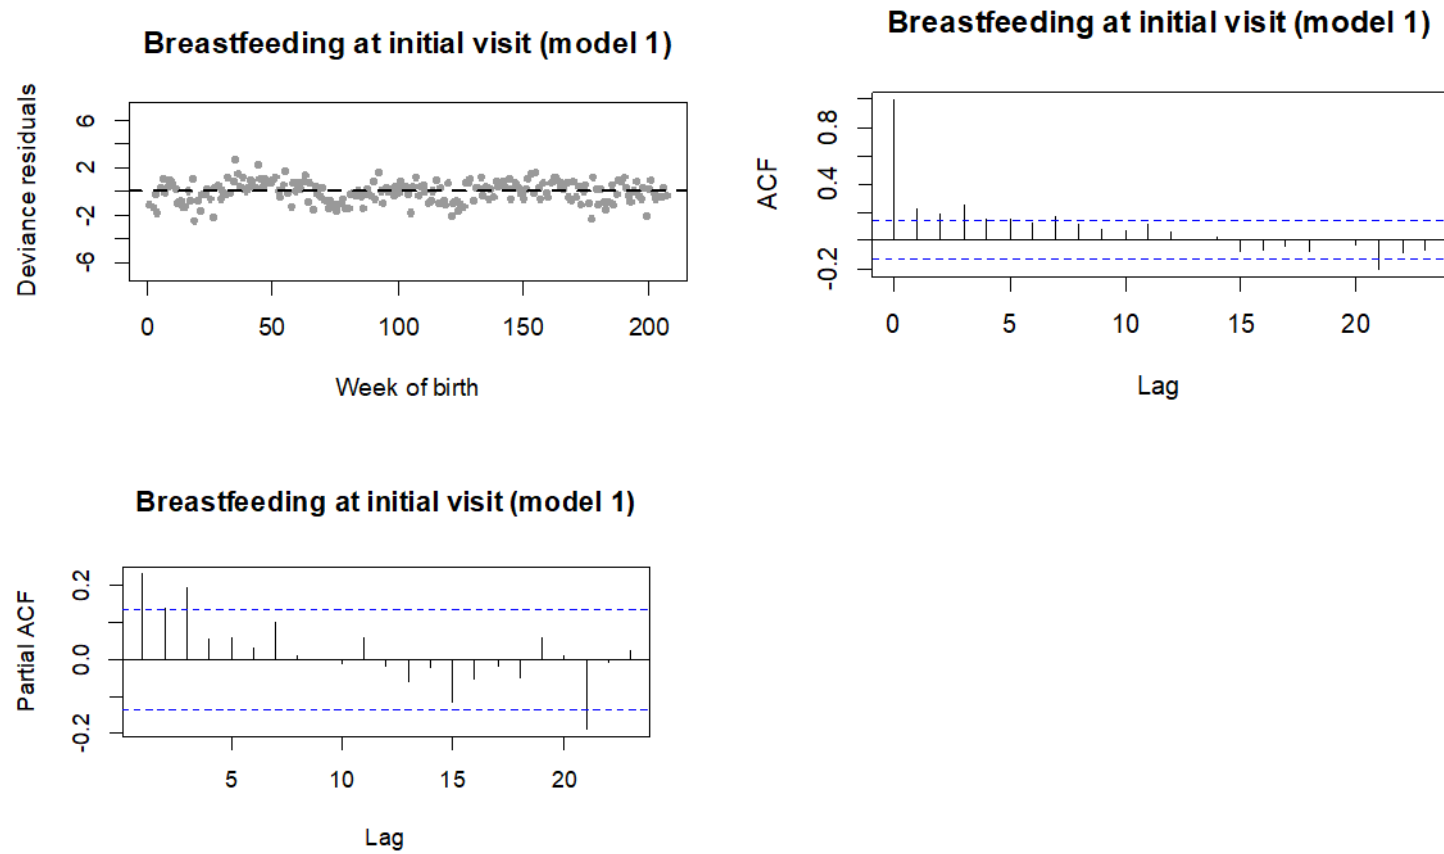 Breastfeeding at initial visit (model 1)
Deviance residuals
6
2
-2
-6
0 50 100 150 200
Week of birth
Breastfeeding at initial visit (model 1)
ACF
0.8
0.4
-0.2
0 5 10 15 20
Lag
Breastfeeding at initial visit (model 1)
Partial ACF
0.2
0.0
-0.2
5 10 15 20
Lag